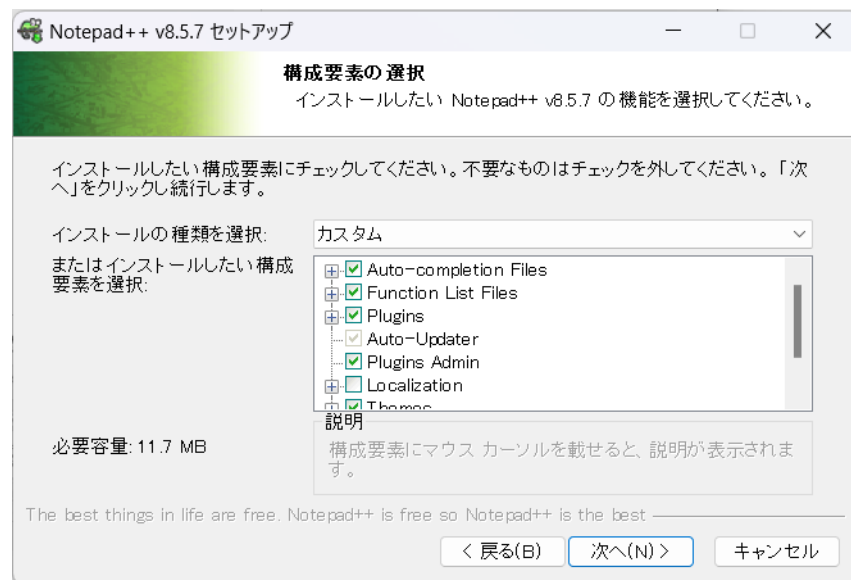 Notepad++ v8.5.7 セットアップ
構成要素の選択
インストールしたい Notepad++ v8.5.7 の機能を選択してください。
インストールしたい構成要素にチェックしてください。不要なものはチェックを外してください。「次
へ」をクリックし続行します。
インストールの種類を選択:
カスタム
またはインストールしたい構成
要素を選択:
Auto-completion Files
Function List Files
Plugins
Auto-Updater
Plugins Admin
Localization
Themes
説明
構成要素にマウス カーソルを載せると、説明が表示されま
す。
必要容量: 11.7 MB
The best things in life are free. Notepad++ is free so Notepad++ is the best
< 戻る(B)
次へ(N) >
キャンセル